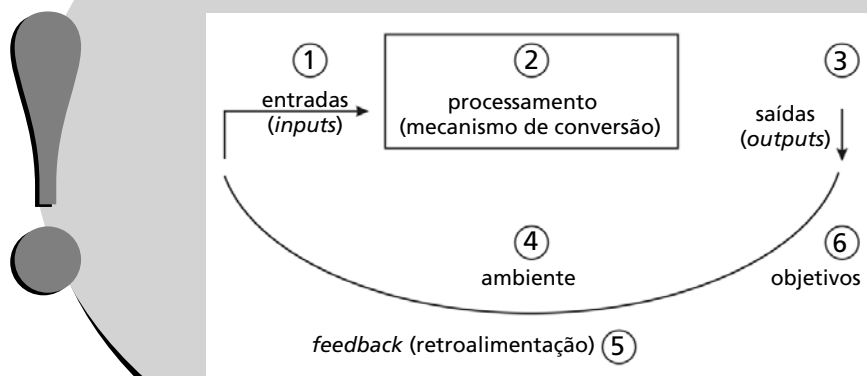 1
entradas
(inputs)
2
processamento
(mecanismo de conversão)
3
saídas
(outputs)
4
ambiente
6
objetivos
feedback (retroalimentação) 5